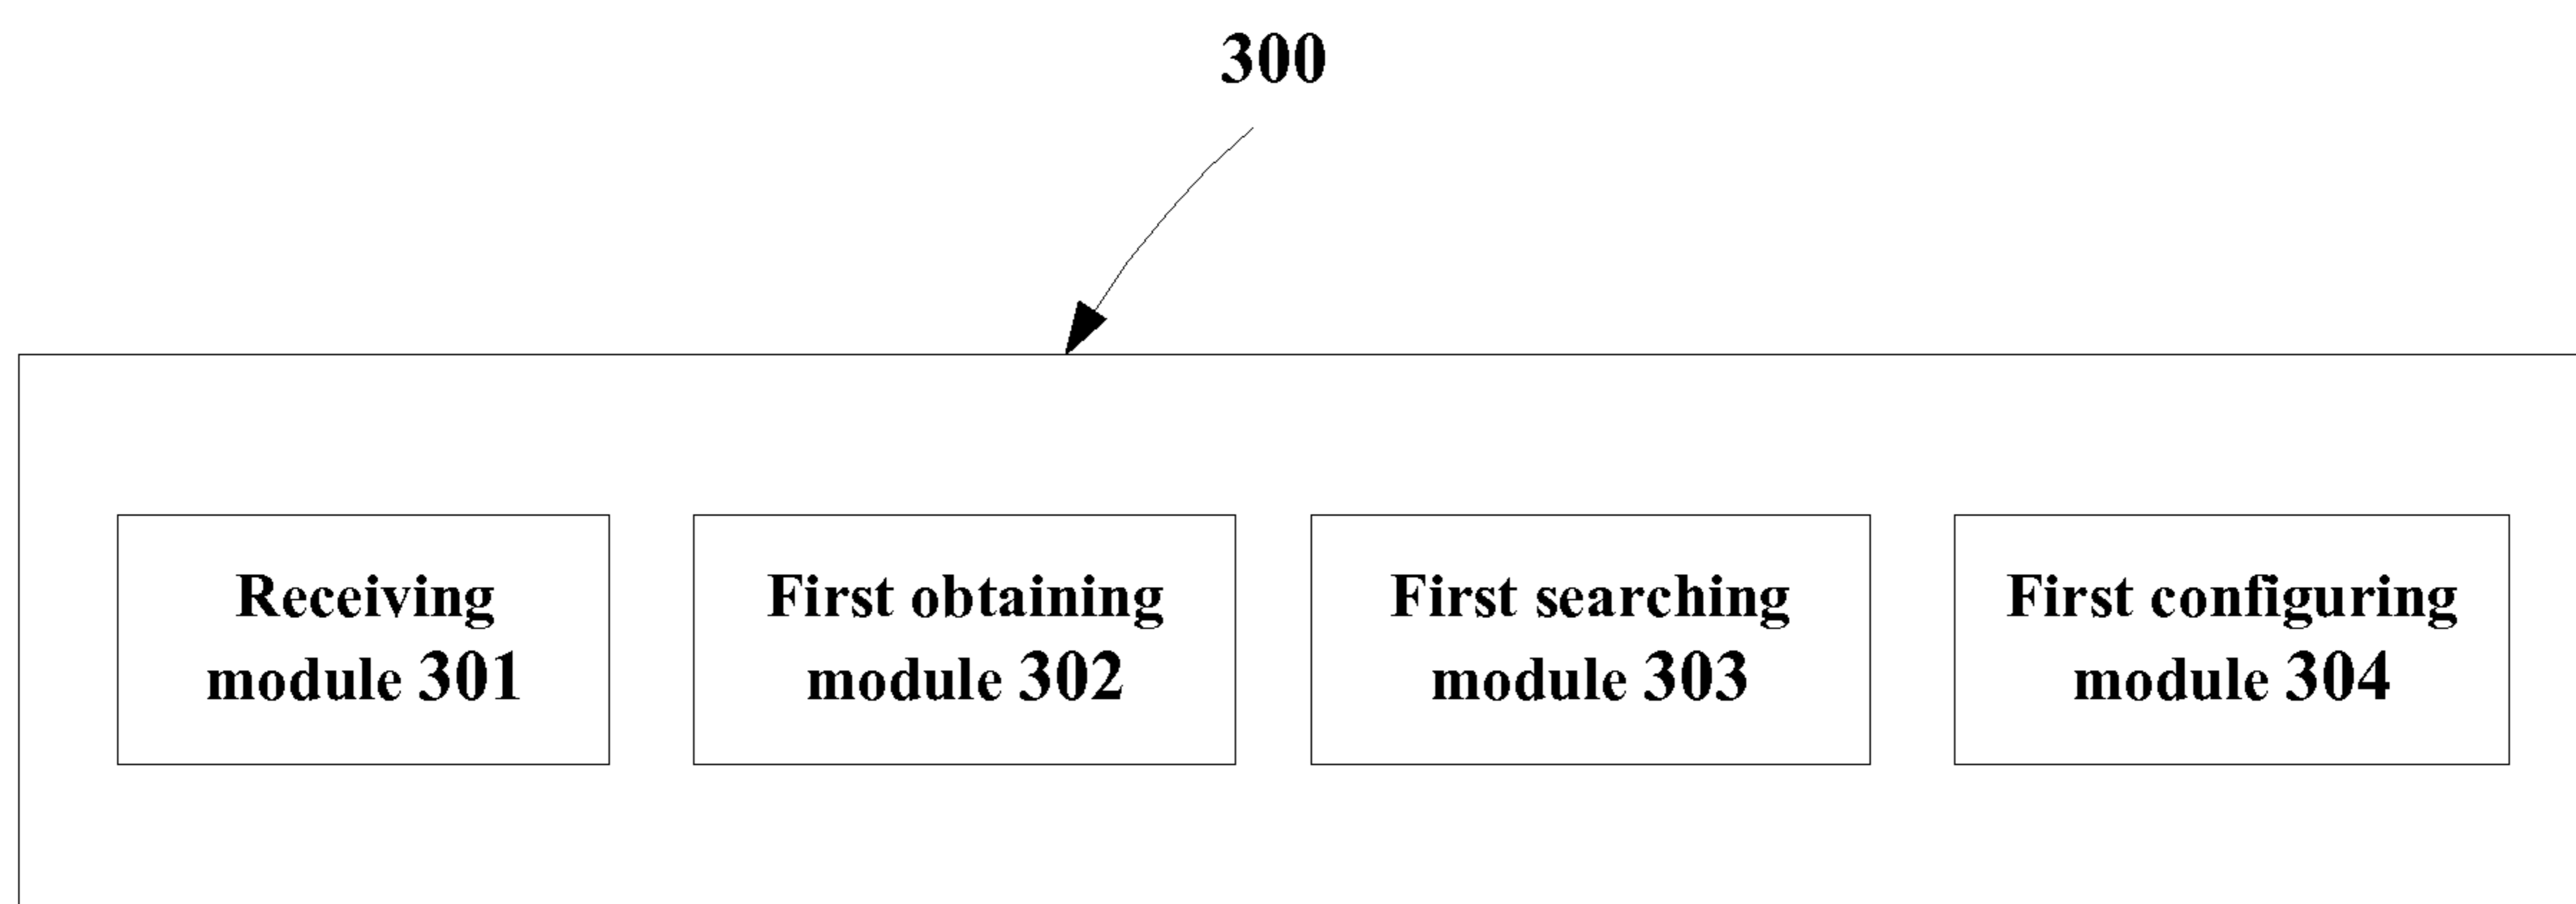 300
Receiving
module 301
First obtaining
module 302
First searching
module 303
First configuring
module 304